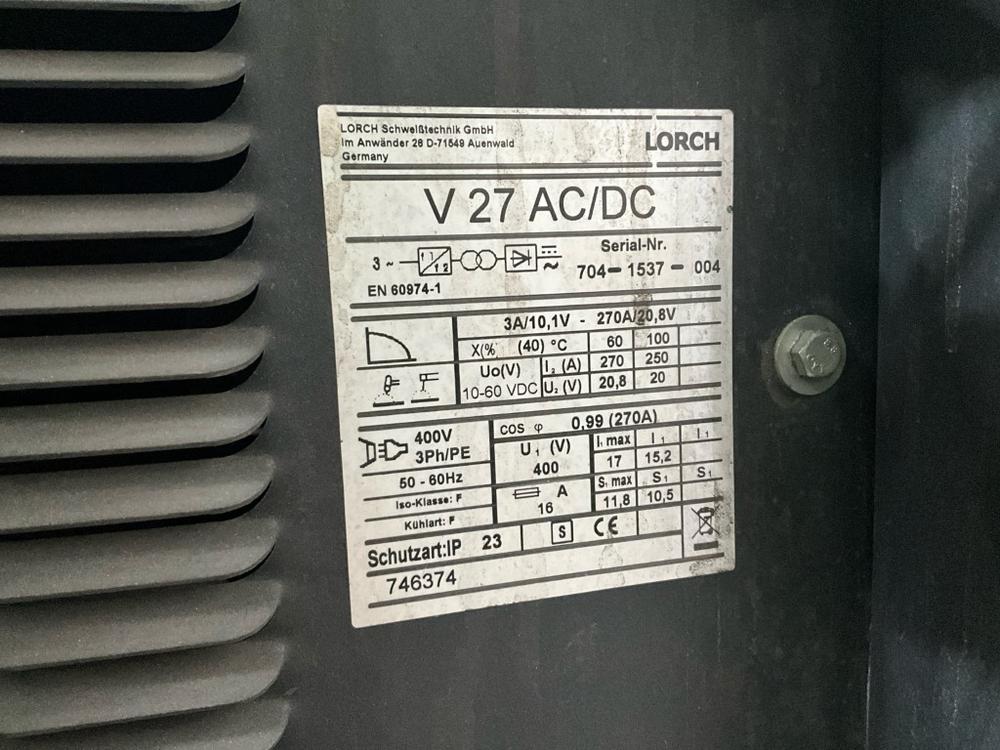 LORCH Schweißtechnik GmbH
Im Anwänder 28 D-71549 Auenwald
Germany
LORCH
V 27 AC/DC
3 ~
EN 60974-1
Serial-Nr.
704 - 1537 - 004
3A/10,1V - 270A/20,8V
X(% (40) °C 60 100
Uo(V) I₂ (A) 270 250
10-60 VDC U₂ (V) 20,8 20
400V
3Ph/PE
50 - 60Hz
Iso-Klasse: F
Kühlart: F
cos φ 0,99 (270A)
U₁ (V)
400
A
16
I₁ max I₁ I₁
17 15,2
S₁ max S₁ S₁
11,8 10,5
Schutzart:IP 23
S CE
746374